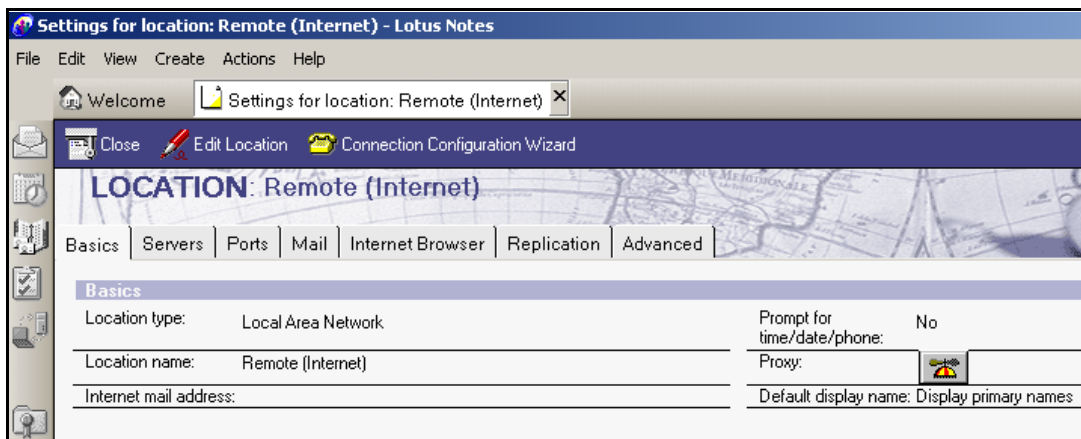 Settings for location: Remote (Internet) - Lotus Notes
File Edit View Create Actions Help
Welcome Settings for location: Remote (Internet)
Close Edit Location Connection Configuration Wizard
LOCATION: Remote (Internet)
Basics Servers Ports Mail Internet Browser Replication Advanced
Basics
Location type: Local Area Network Prompt for
time/date/phone: No
Location name: Remote (Internet) Proxy:
Internet mail address: Default display name: Display primary names